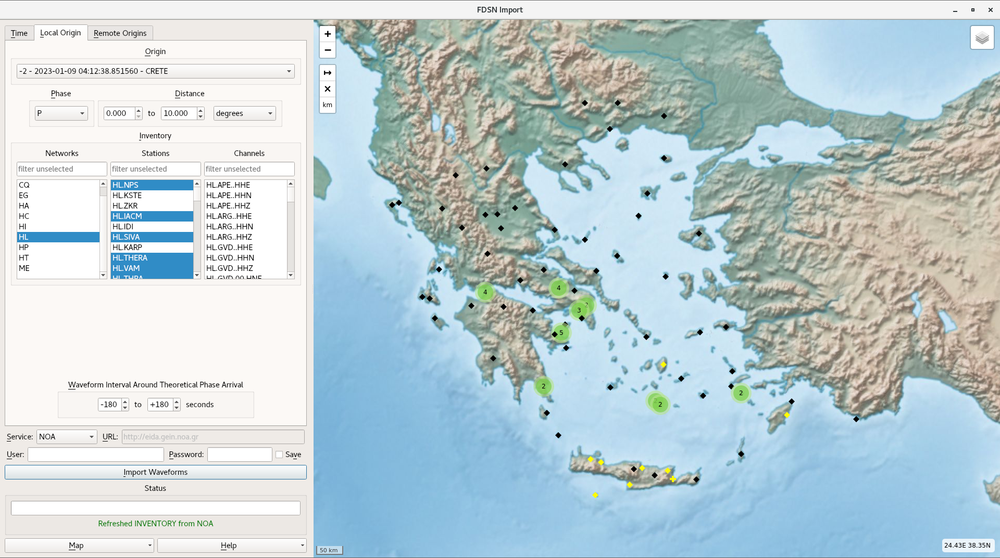 FDSN Import
Time Local Origin Remote Origins
Origin
-2 - 2023-01-09 04:12:38.851560 - CRETE
Phase Distance
P 0.000 to 10.000 degrees
Inventory
Networks Stations Channels
filter unselected filter unselected filter unselected
CQ HL.NPS HL.APE..HHE
EG HL.KSTE HL.APE..HHN
HA HL.ZKR HL.APE..HHZ
HC HL.IACM HL.ARG..HHE
HI HL.IDI HL.ARG..HHN
HL HL.SIVA HL.ARG..HHZ
HP HL.KARP HL.GVD..HHE
HT HL.THERA HL.GVD..HHN
ME HL.VAM HL.GVD..HHZ
HL.THRA HL.GVD.00.HNE
Waveform Interval Around Theoretical Phase Arrival
-180 to +180 seconds
Service: NOA URL: http://eida.gein.noa.gr
User: Password: Save
Import Waveforms
Status
Refreshed INVENTORY from NOA
Map Help
+
−
km
4
4
2
3
5
2
2
2
2
50 km
24.43E 38.35N